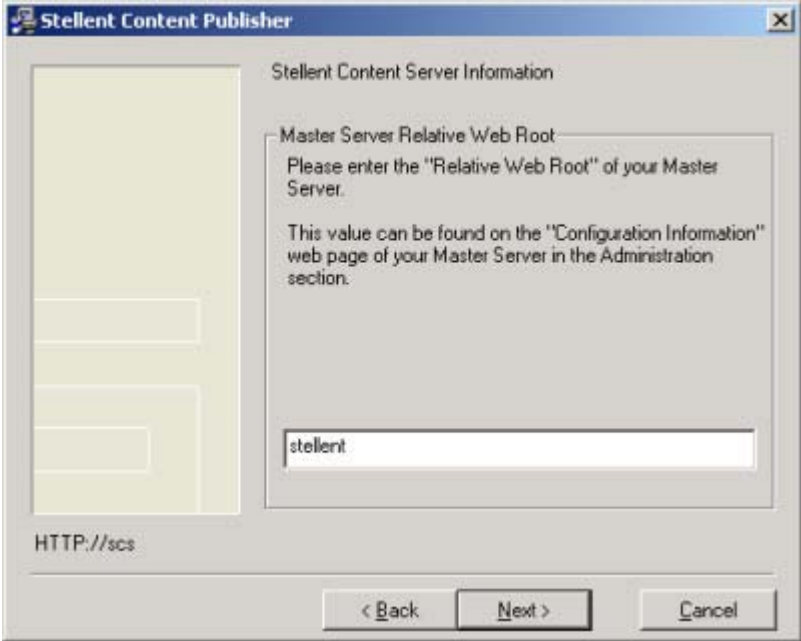 Stellent Content Publisher
Stellent Content Server Information
Master Server Relative Web Root
Please enter the "Relative Web Root" of your Master
Server.
This value can be found on the "Configuration Information"
web page of your Master Server in the Administration
section.
stellent
HTTP://scs
< Back
Next >
Cancel